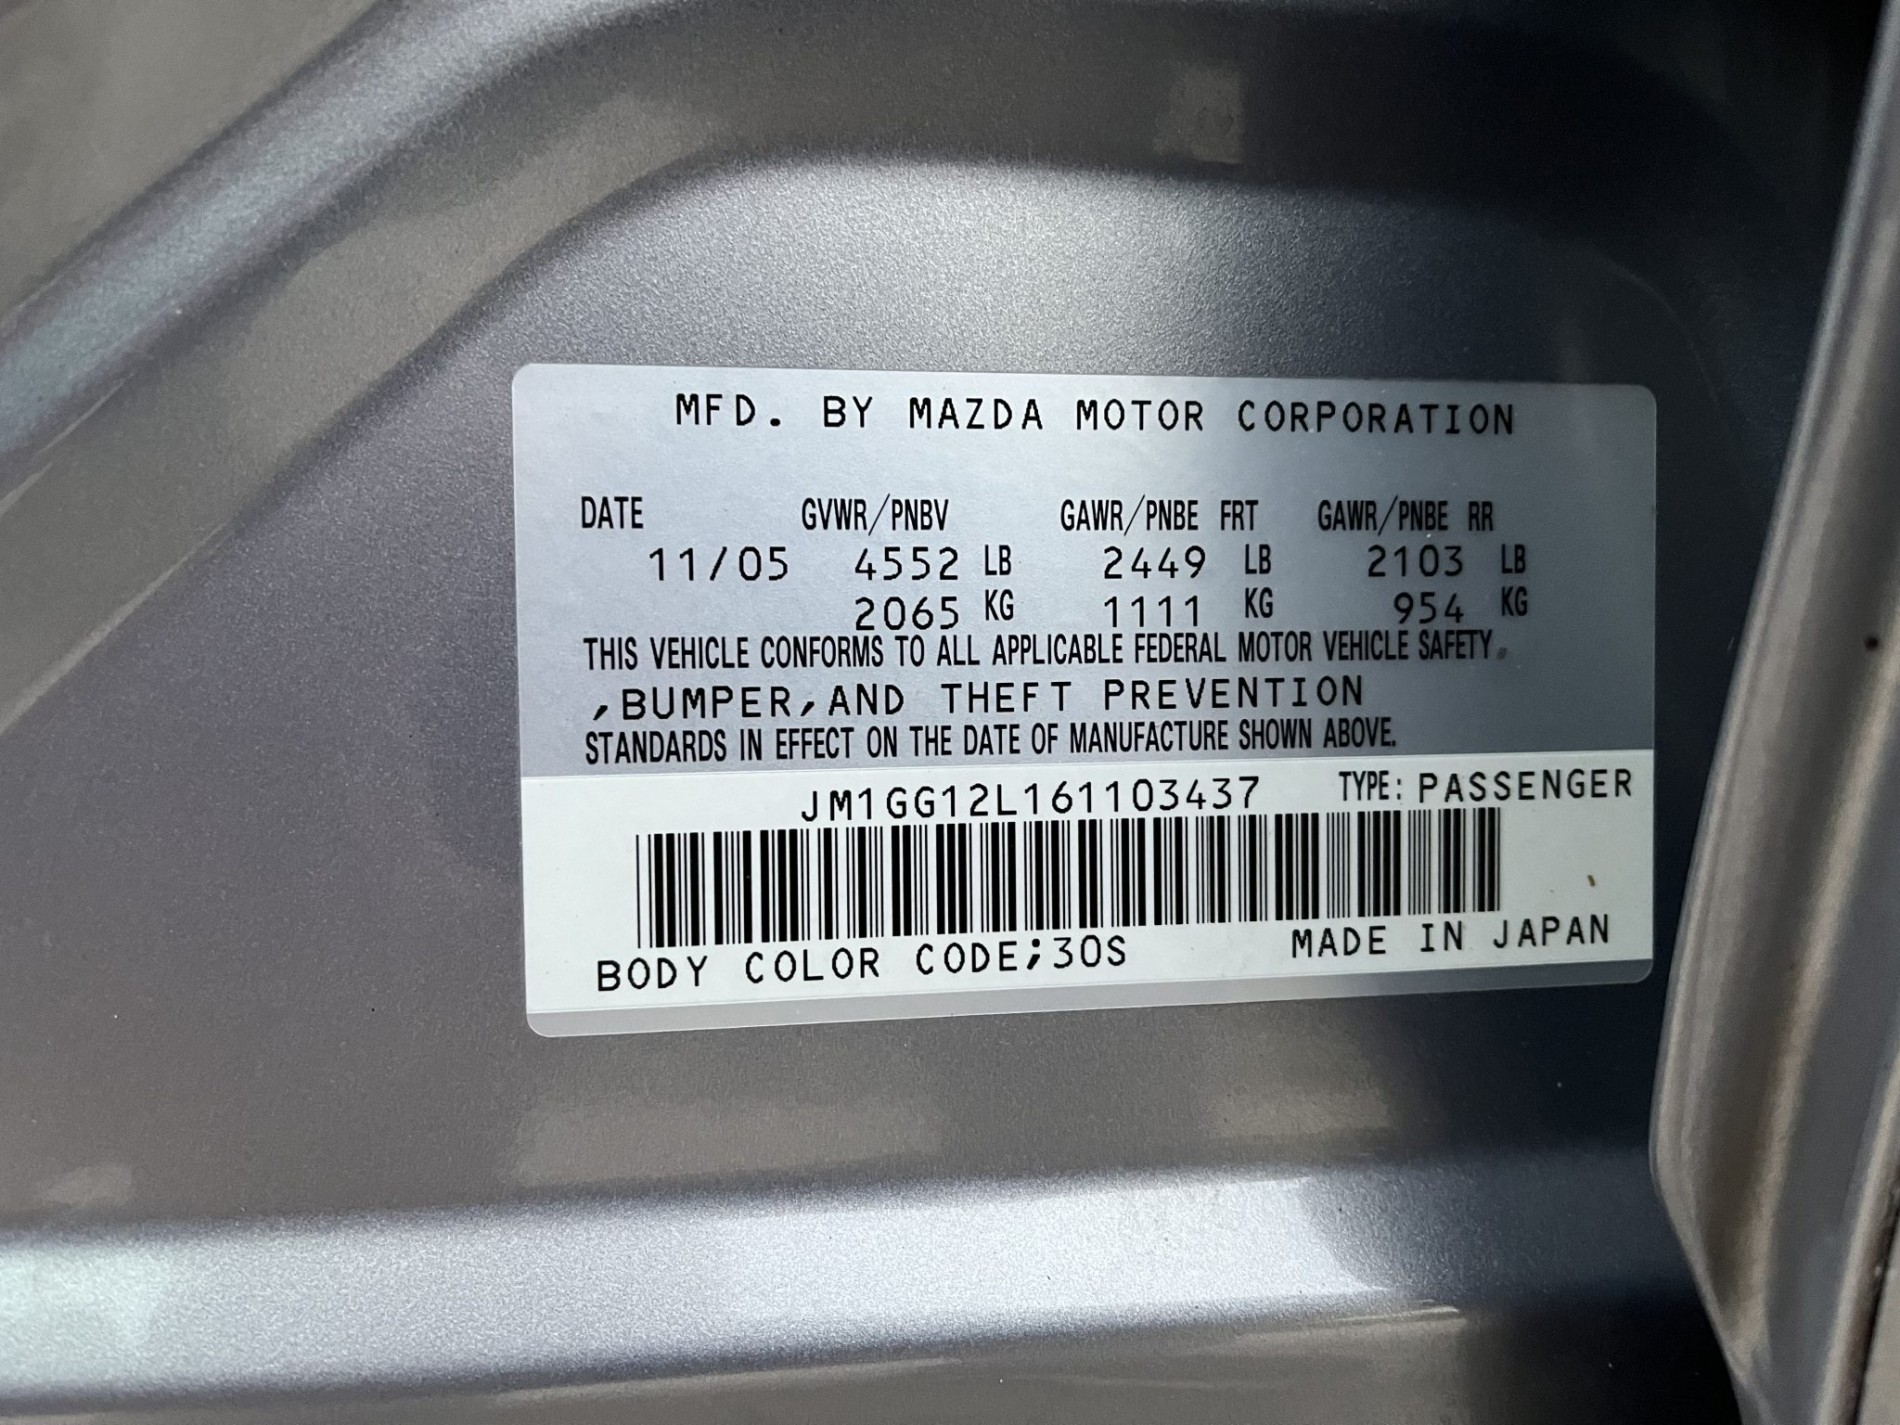 MFD. BY MAZDA MOTOR CORPORATION
DATE GVWR/PNBV GAWR/PNBE FRT GAWR/PNBE RR
11/05 4552 LB 2449 LB 2103 LB
2065 KG 1111 KG 954 KG
THIS VEHICLE CONFORMS TO ALL APPLICABLE FEDERAL MOTOR VEHICLE SAFETY,
,BUMPER,AND THEFT PREVENTION
STANDARDS IN EFFECT ON THE DATE OF MANUFACTURE SHOWN ABOVE.
JM1GG12L161103437 TYPE: PASSENGER
BODY COLOR CODE;30S MADE IN JAPAN